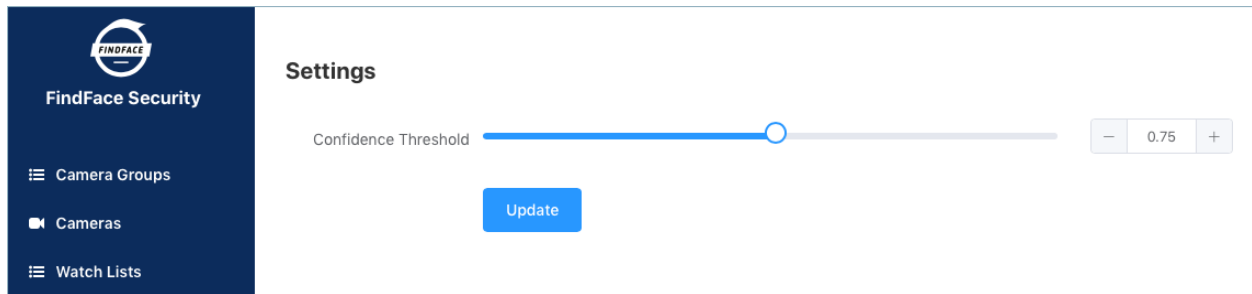 FINDFACE
FindFace Security
Camera Groups
Cameras
Watch Lists
Settings
Confidence Threshold
0.75
Update